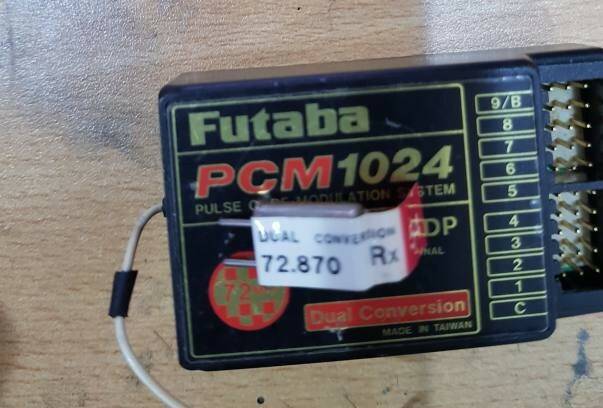 Futaba
PCM1024
PULSE CODE MODULATION SYSTEM
DP
DUAL CONVERSION
72.870 Rx
72
Dual Conversion
MADE IN TAIWAN
9/B
8
7
6
5
4
3
2
1
C